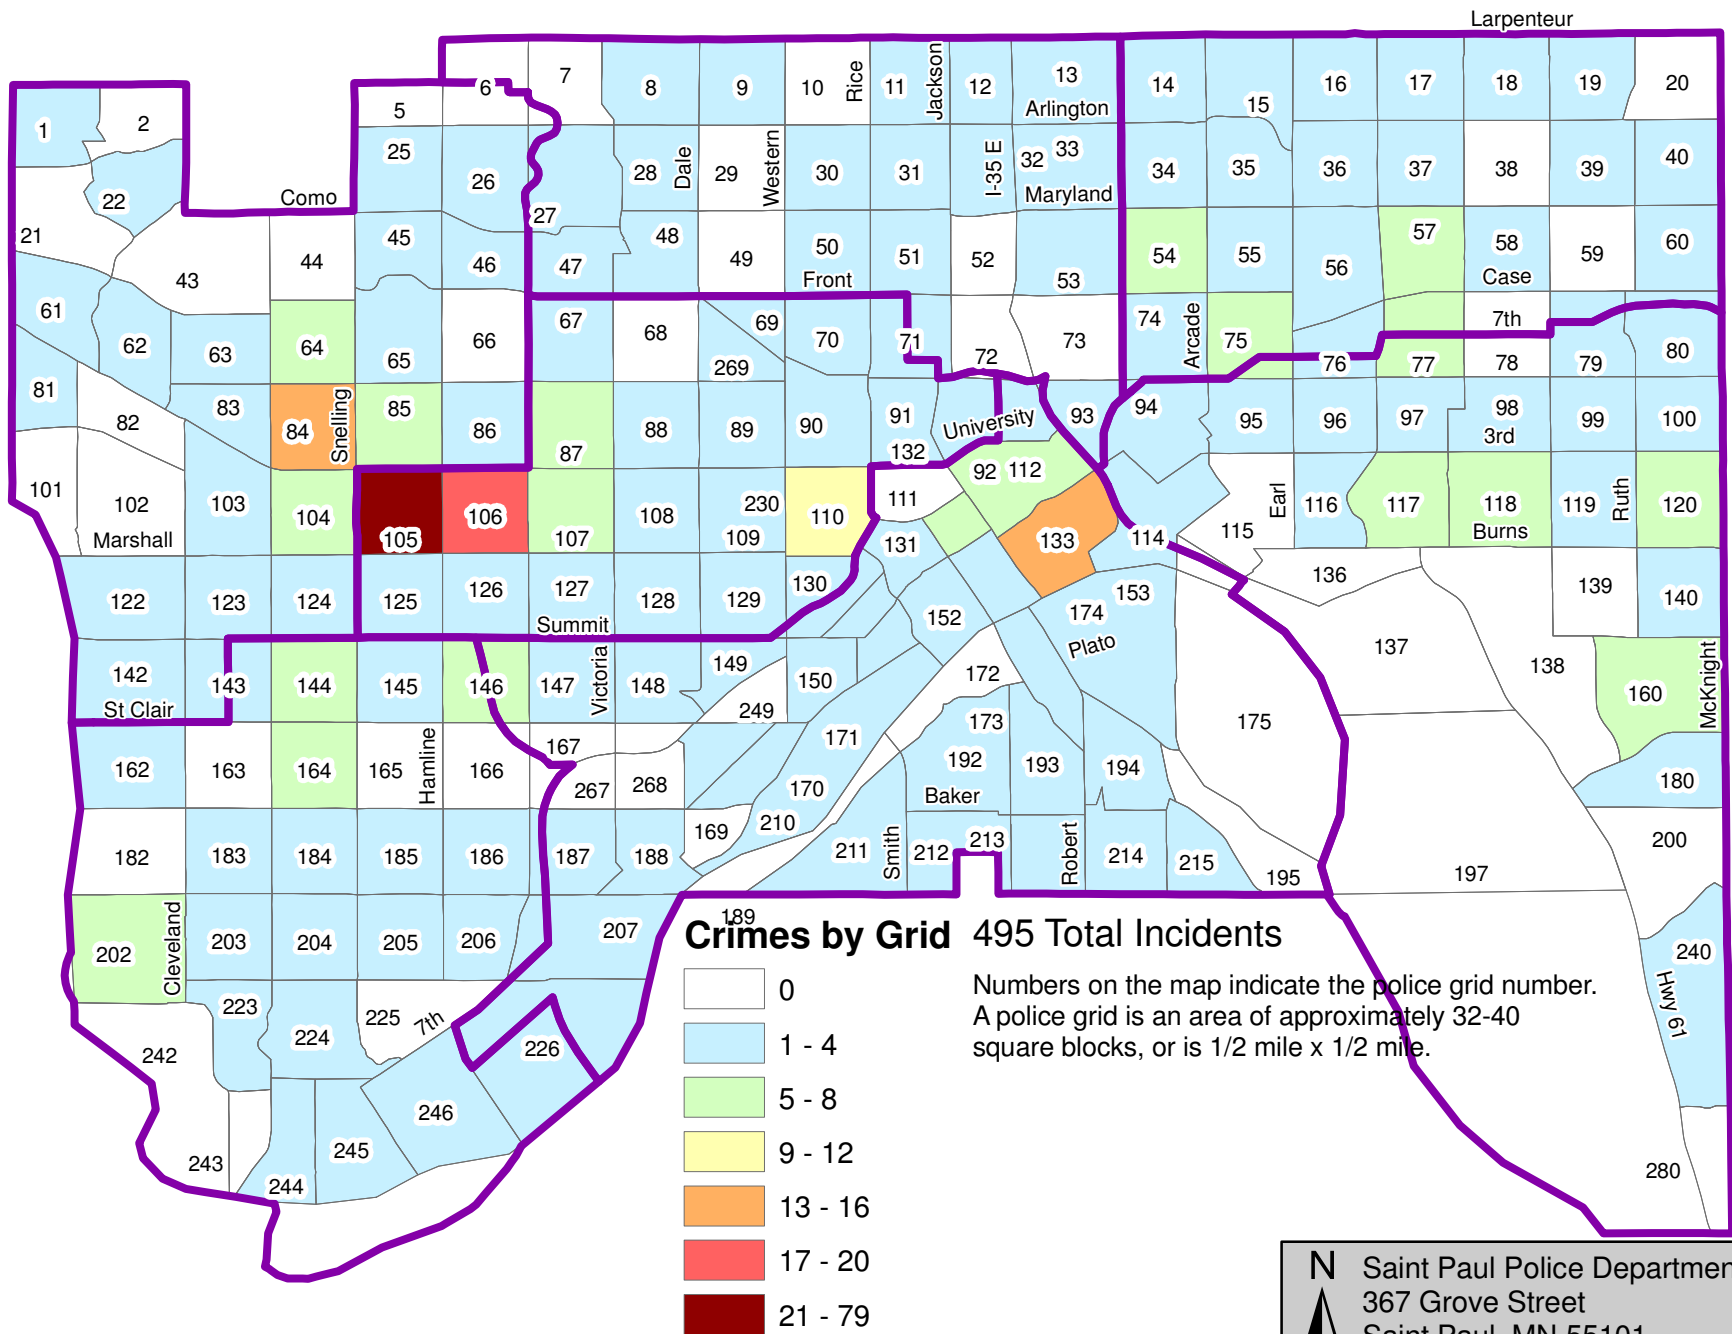 Larpenteur
6 7 8 9 10 Rice 11 Jackson 12 13 14 15 16 17 18 19 20
1 2 5 Arlington
25 26 28 Dale 29 Western 30 31 I-35 E 32 33 34 35 36 37 38 39 40
22 Como 27 Maryland
21 43 44 45 46 47 48 49 50 51 52 53 54 55 56 57 58 59 60
Front Case
61 62 63 64 65 66 67 68 69 70 71 72 73 74 Arcade 75 76 77 7th 78 79 80
269
81 82 83 84 Snelling 85 86 87 88 89 90 91 University 93 94 95 96 97 98 99 100
132 3rd
101 102 103 104 105 106 107 108 230 110 111 92 112 115 Earl 116 117 118 119 Ruth 120
Marshall 109 131 133 114 Burns
122 123 124 125 126 127 128 129 130 152 174 153 136 139 140
Summit Plato
142 143 144 145 146 147 Victoria 148 149 150 172 137 138 160 McKnight
St Clair 249 173 175
162 163 164 165 Hamline 166 167 267 268 170 171 192 193 194 180
Baker
182 183 184 185 186 187 188 169 210 211 Smith 212 213 Robert 214 215 195 197 200
202 Cleveland 203 204 205 206 207 189 240
223 224 225 7th 226 Hwy 61
242 243 244 245 246 280
Crimes by Grid
0
1 - 4
5 - 8
9 - 12
13 - 16
17 - 20
21 - 79
495 Total Incidents
Numbers on the map indicate the police grid number.
A police grid is an area of approximately 32-40
square blocks, or is 1/2 mile x 1/2 mile.
N
Saint Paul Police Departmen
367 Grove Street
Saint Paul, MN 55101